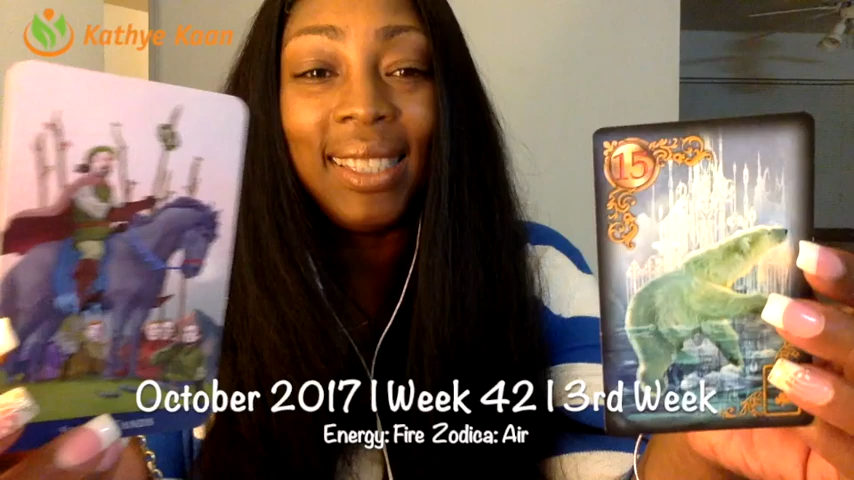 Kathye Kaan
15
October 2017 | Week 42 | 3rd Week
Energy: Fire Zodica: Air